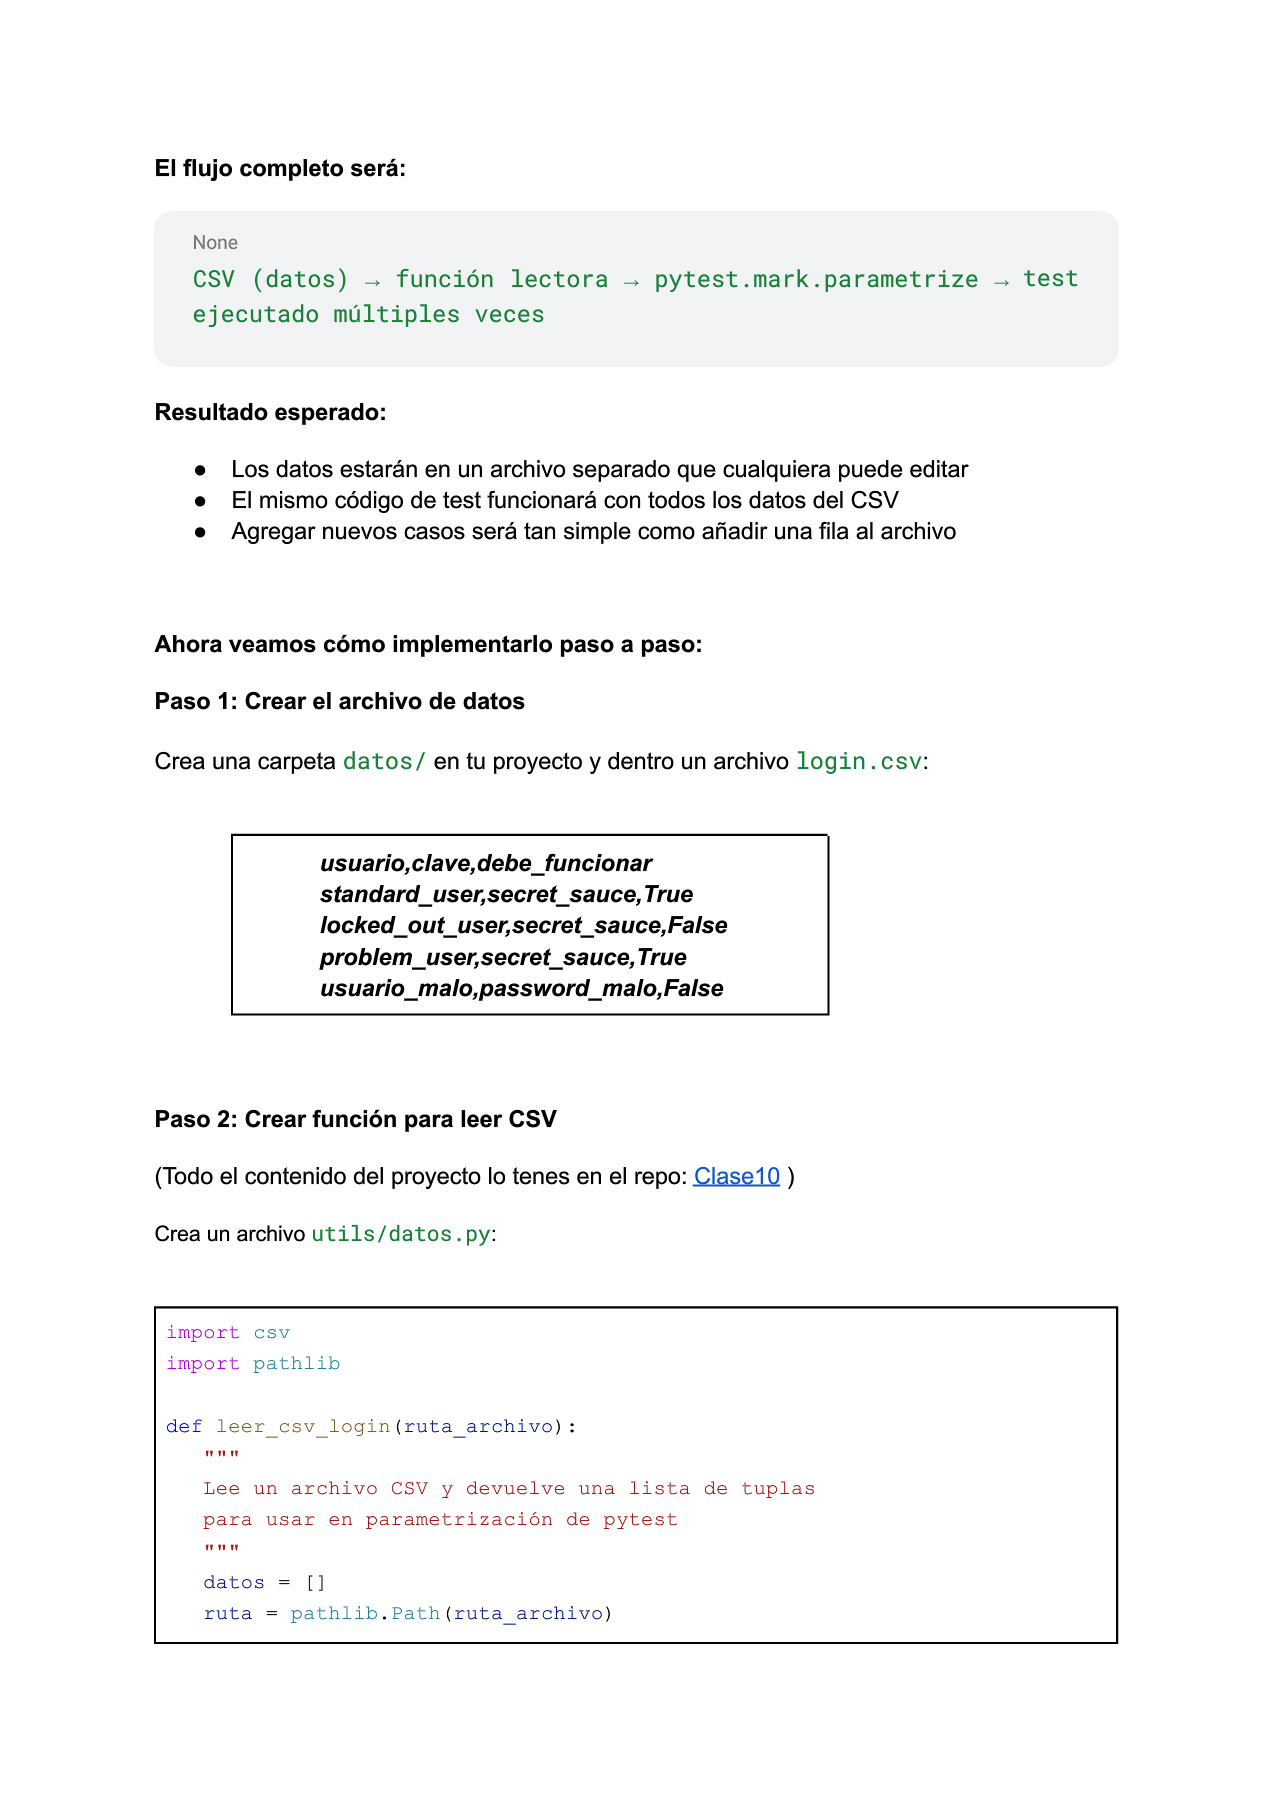 El flujo completo será:
None
CSV (datos) → función lectora → pytest.mark.parametrize → test
ejecutado múltiples veces
Resultado esperado:
● Los datos estarán en un archivo separado que cualquiera puede editar
● El mismo código de test funcionará con todos los datos del CSV
● Agregar nuevos casos será tan simple como añadir una fila al archivo
Ahora veamos cómo implementarlo paso a paso:
Paso 1: Crear el archivo de datos
Crea una carpeta datos/ en tu proyecto y dentro un archivo login.csv:
usuario,clave,debe_funcionar
standard_user,secret_sauce,True
locked_out_user,secret_sauce,False
problem_user,secret_sauce,True
usuario_malo,password_malo,False
Paso 2: Crear función para leer CSV
(Todo el contenido del proyecto lo tenes en el repo: Clase10 )
Crea un archivo utils/datos.py:
import csv
import pathlib
def leer_csv_login(ruta_archivo):
"""
Lee un archivo CSV y devuelve una lista de tuplas
para usar en parametrización de pytest
"""
datos = []
ruta = pathlib.Path(ruta_archivo)